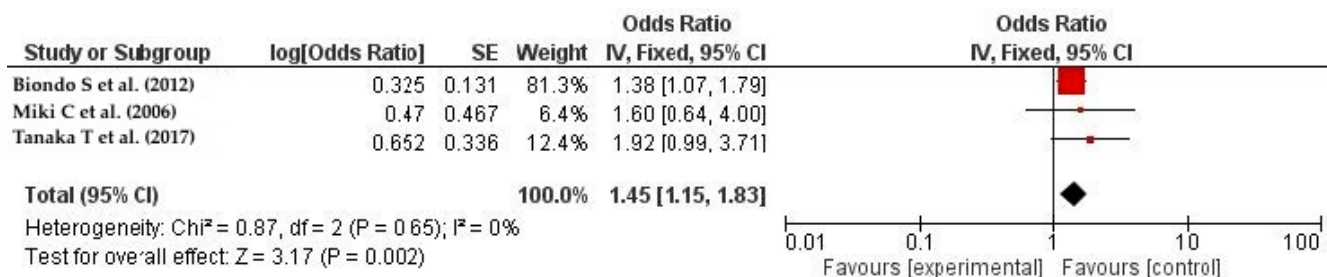 Odds Ratio Odds Ratio
Study or Subgroup log[Odds Ratio] SE Weight IV, Fixed, 95% CI IV, Fixed, 95% CI
Biondo S et al. (2012) 0.325 0.131 81.3% 1.38 [1.07, 1.79]
Miki C et al. (2006) 0.47 0.467 6.4% 1.60 [0.64, 4.00]
Tanaka T et al. (2017) 0.652 0.336 12.4% 1.92 [0.99, 3.71]
Total (95% CI) 100.0% 1.45 [1.15, 1.83]
Heterogeneity: Chi² = 0.87, df = 2 (P = 0 65); I² = 0%
Test for overall effect: Z = 3.17 (P = 0.002)
0.01 0.1 1 10 100
Favours [experimental] Favours [control]